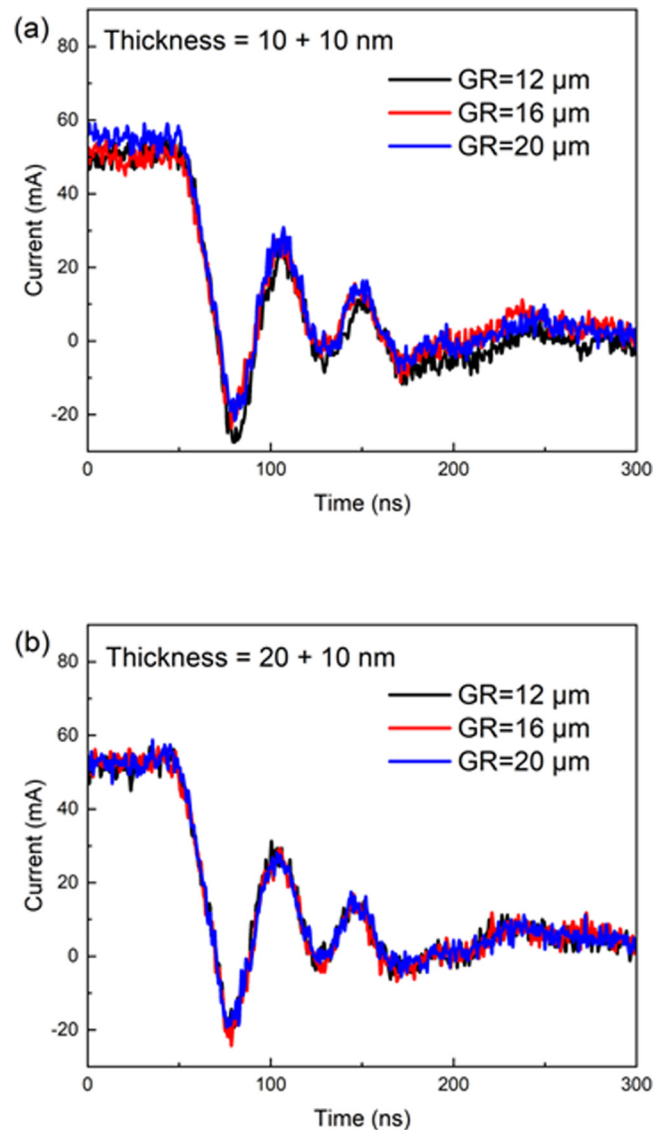 (a)
Thickness = 10 + 10 nm
GR=12 μm
GR=16 μm
GR=20 μm
80
60
40
20
0
-20
Current (mA)
0 100 200 300
Time (ns)
(b)
Thickness = 20 + 10 nm
GR=12 μm
GR=16 μm
GR=20 μm
80
60
40
20
0
-20
Current (mA)
0 100 200 300
Time (ns)